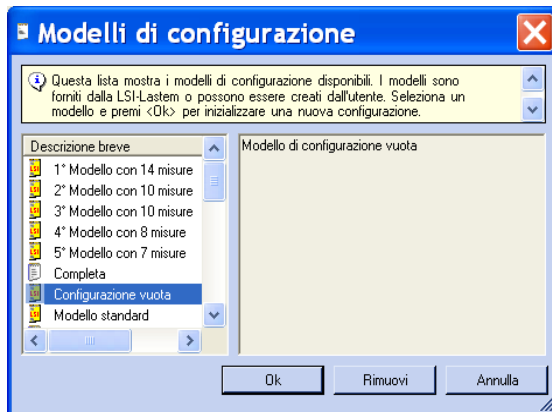 Modelli di configurazione
Questa lista mostra i modelli di configurazione disponibili. I modelli sono
forniti dalla LSI-Lastem o possono essere creati dall'utente. Seleziona un
modello e premi <Ok> per inizializzare una nuova configurazione.
Descrizione breve
1° Modello con 14 misure
2° Modello con 10 misure
3° Modello con 10 misure
4° Modello con 8 misure
5° Modello con 7 misure
Completa
Configurazione vuota
Modello standard
Modello di configurazione vuota
Ok
Rimuovi
Annulla